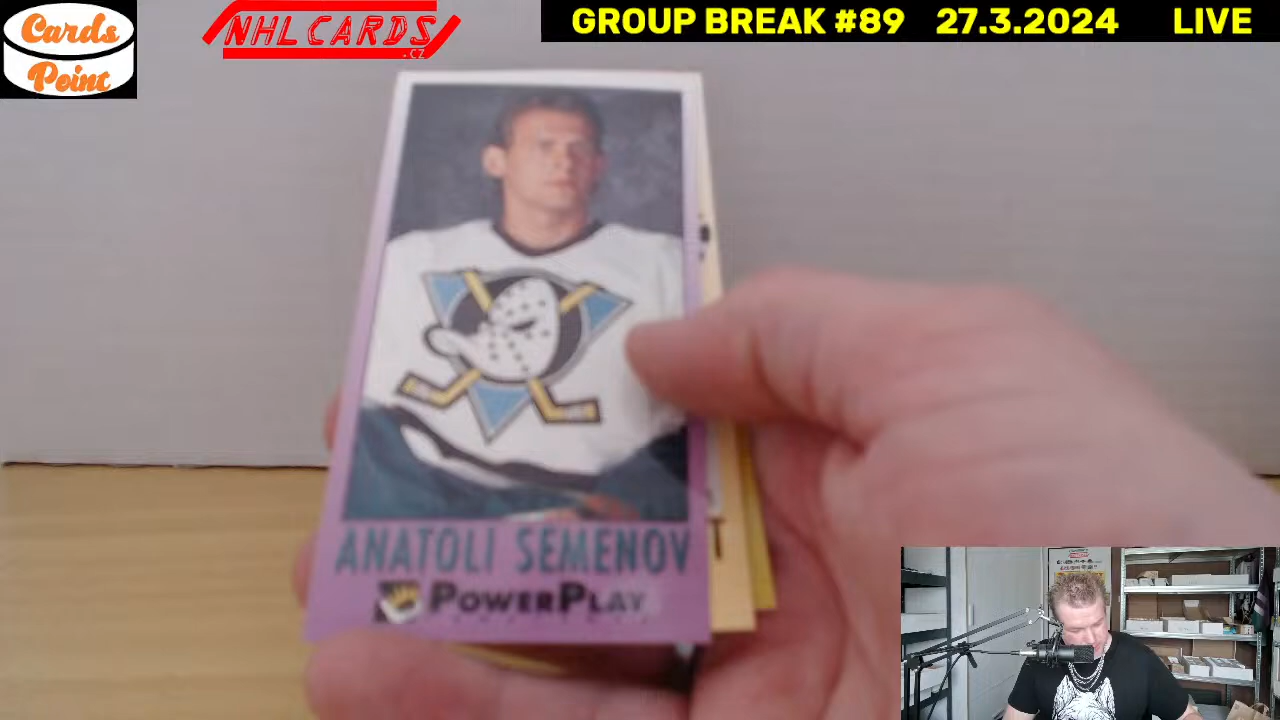 Cards
Point
NHL CARDS
.CZ
GROUP BREAK #89 27.3.2024 LIVE
ANATOLI SEMENOV
POWERPLAY